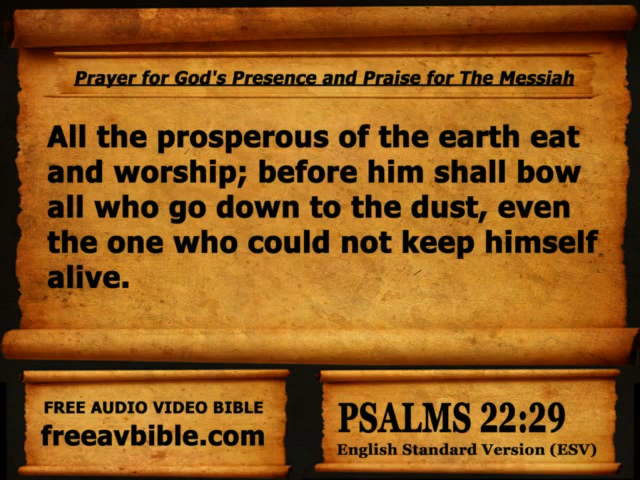 Prayer for God's Presence and Praise for The Messiah
All the prosperous of the earth eat
and worship; before him shall bow
all who go down to the dust, even
the one who could not keep himself
alive.
FREE AUDIO VIDEO BIBLE
freeavbible.com
PSALMS 22:29
English Standard Version (ESV)